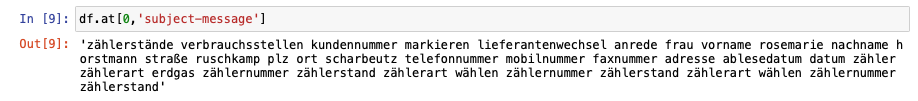 In [9]: df.at[0,'subject-message']
Out[9]: 'zählerstände verbrauchsstellen kundennummer markieren lieferantenwechsel anrede frau vorname rosemarie nachname h
orstmann straße ruschkamp plz ort scharbeutz telefonnummer mobilnummer faxnummer adresse ablesedatum datum zähler
zählerart erdgas zählernummer zählerstand zählerart wählen zählernummer zählerstand zählerart wählen zählernummer
zählerstand'